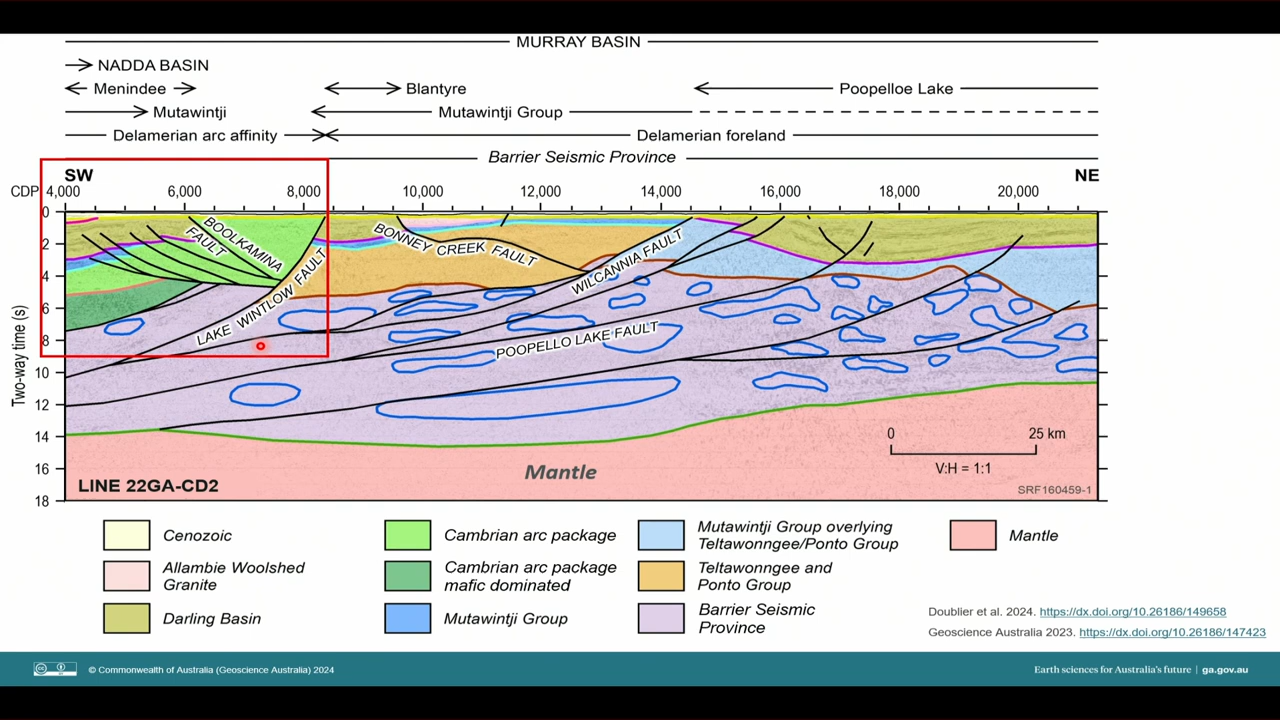 MURRAY BASIN
NADDA BASIN
Menindee
Blantyre
Poopelloe Lake
Mutawintji
Mutawintji Group
Delamerian arc affinity
Delamerian foreland
Barrier Seismic Province
SW
NE
CDP 4,000 6,000 8,000 10,000 12,000 14,000 16,000 18,000 20,000
0
2
4
6
8
10
12
14
16
18
Two-way time (s)
BOOLKAMINA
FAULT
LAKE WINTLOW FAULT
BONNEY CREEK FAULT
WILCANNIA FAULT
POOPELLO LAKE FAULT
Mantle
0 25 km
V:H = 1:1
LINE 22GA-CD2
SRF160459-1
Cenozoic
Allambie Woolshed
Granite
Darling Basin
Cambrian arc package
Cambrian arc package
mafic dominated
Mutawintji Group
Mutawintji Group overlying
Teltawonngee/Ponto Group
Teltawonngee and
Ponto Group
Barrier Seismic
Province
Mantle
Doublier et al. 2024. https://dx.doi.org/10.26186/149658
Geoscience Australia 2023. https://dx.doi.org/10.26186/147423
© Commonwealth of Australia (Geoscience Australia) 2024
Earth sciences for Australia's future | ga.gov.au